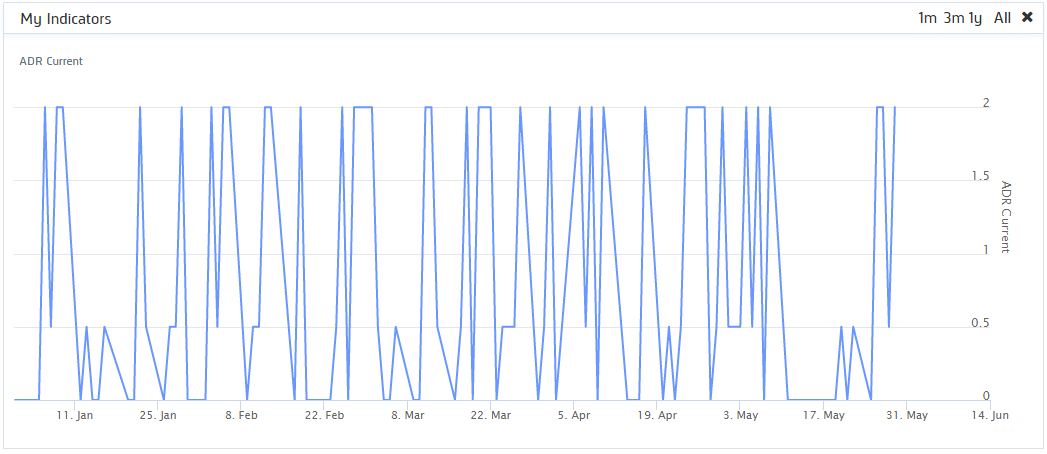 My Indicators
1m 3m 1y All ✖
ADR Current
2
1.5
1
0.5
0
ADR Current
11. Jan 25. Jan 8. Feb 22. Feb 8. Mar 22. Mar 5. Apr 19. Apr 3. May 17. May 31. May 14. Jun